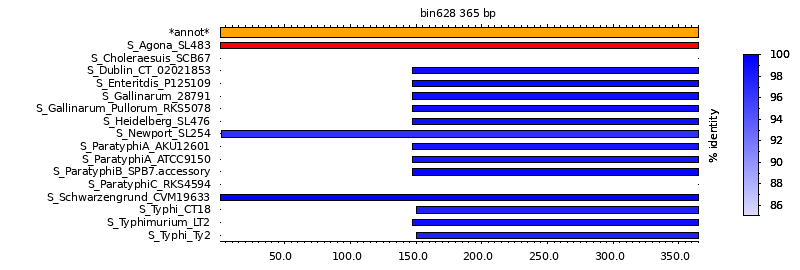 bin628 365 bp
*annot*
S_Agona_SL483
S_Choleraesuis_SCB67
S_Dublin_CT_02021853
S_Enteritdis_P125109
S_Gallinarum_28791
S_Gallinarum_Pullorum_RKS5078
S_Heidelberg_SL476
S_Newport_SL254
S_ParatyphiA_AKU12601
S_ParatyphiA_ATCC9150
S_ParatyphiB_SPB7.accessory
S_ParatyphiC_RKS4594
S_Schwarzengrund_CVM19633
S_Typhi_CT18
S_Typhimurium_LT2
S_Typhi_Ty2
50.0 100.0 150.0 200.0 250.0 300.0 350.0
% identity
100
98
96
94
92
90
88
86